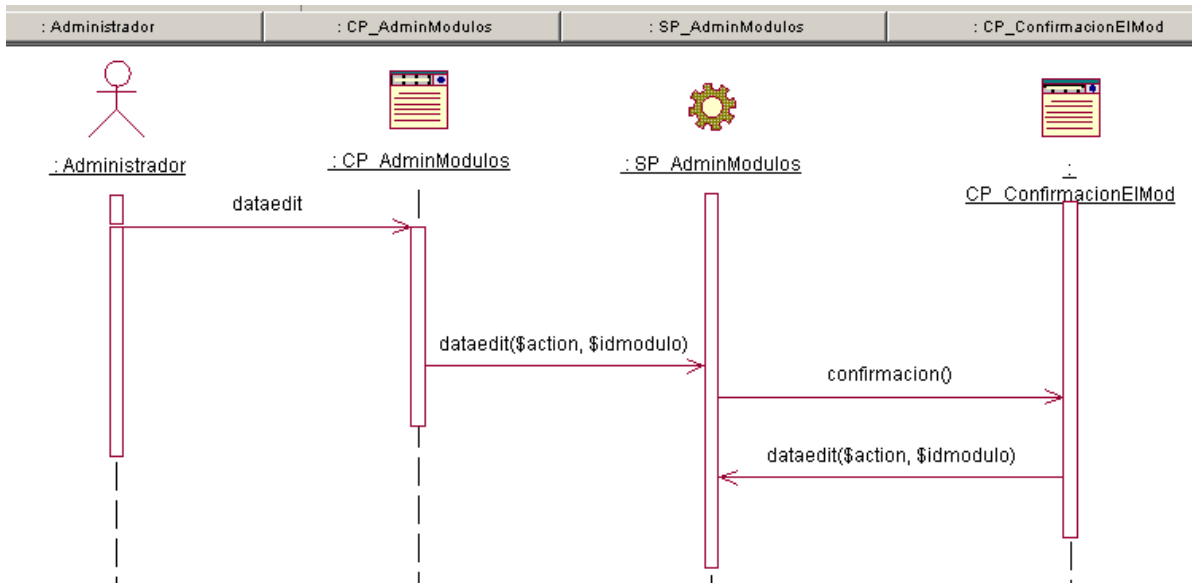 : Administrador
: CP_AdminModulos
: SP_AdminModulos
: CP_ConfirmacionElMod
: Administrador
: CP_AdminModulos
: SP_AdminModulos
:
CP_ConfirmacionElMod
dataedit
dataedit($action, $idmodulo)
confirmacion()
dataedit($action, $idmodulo)